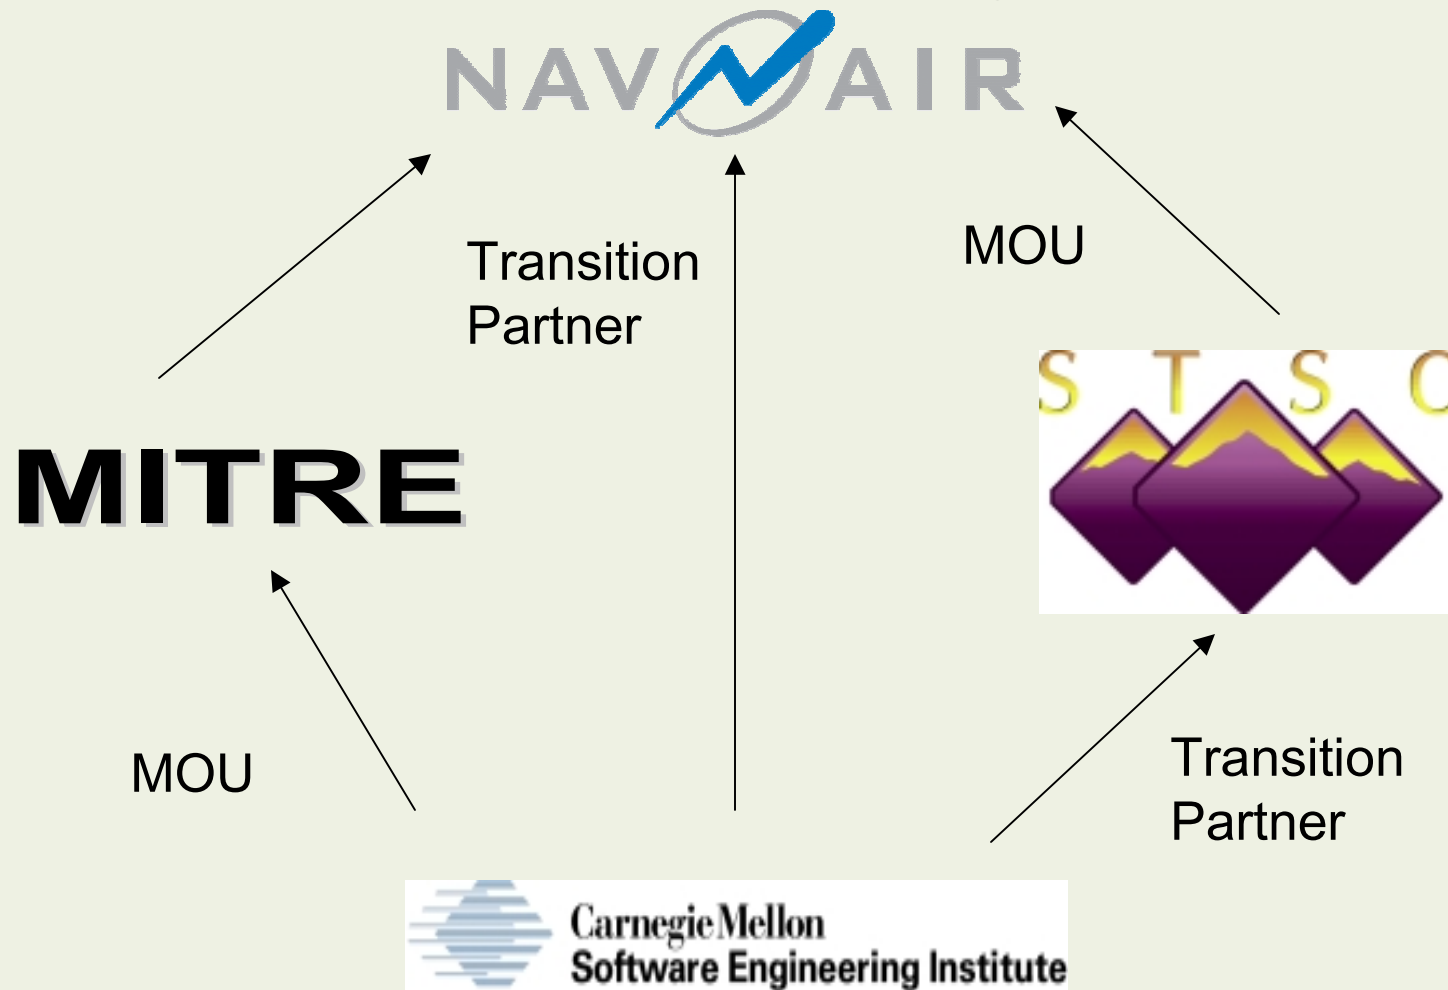 NAVAIR
Transition
Partner
MOU
MITRE
STSC
MOU
Transition
Partner
Carnegie Mellon
Software Engineering Institute